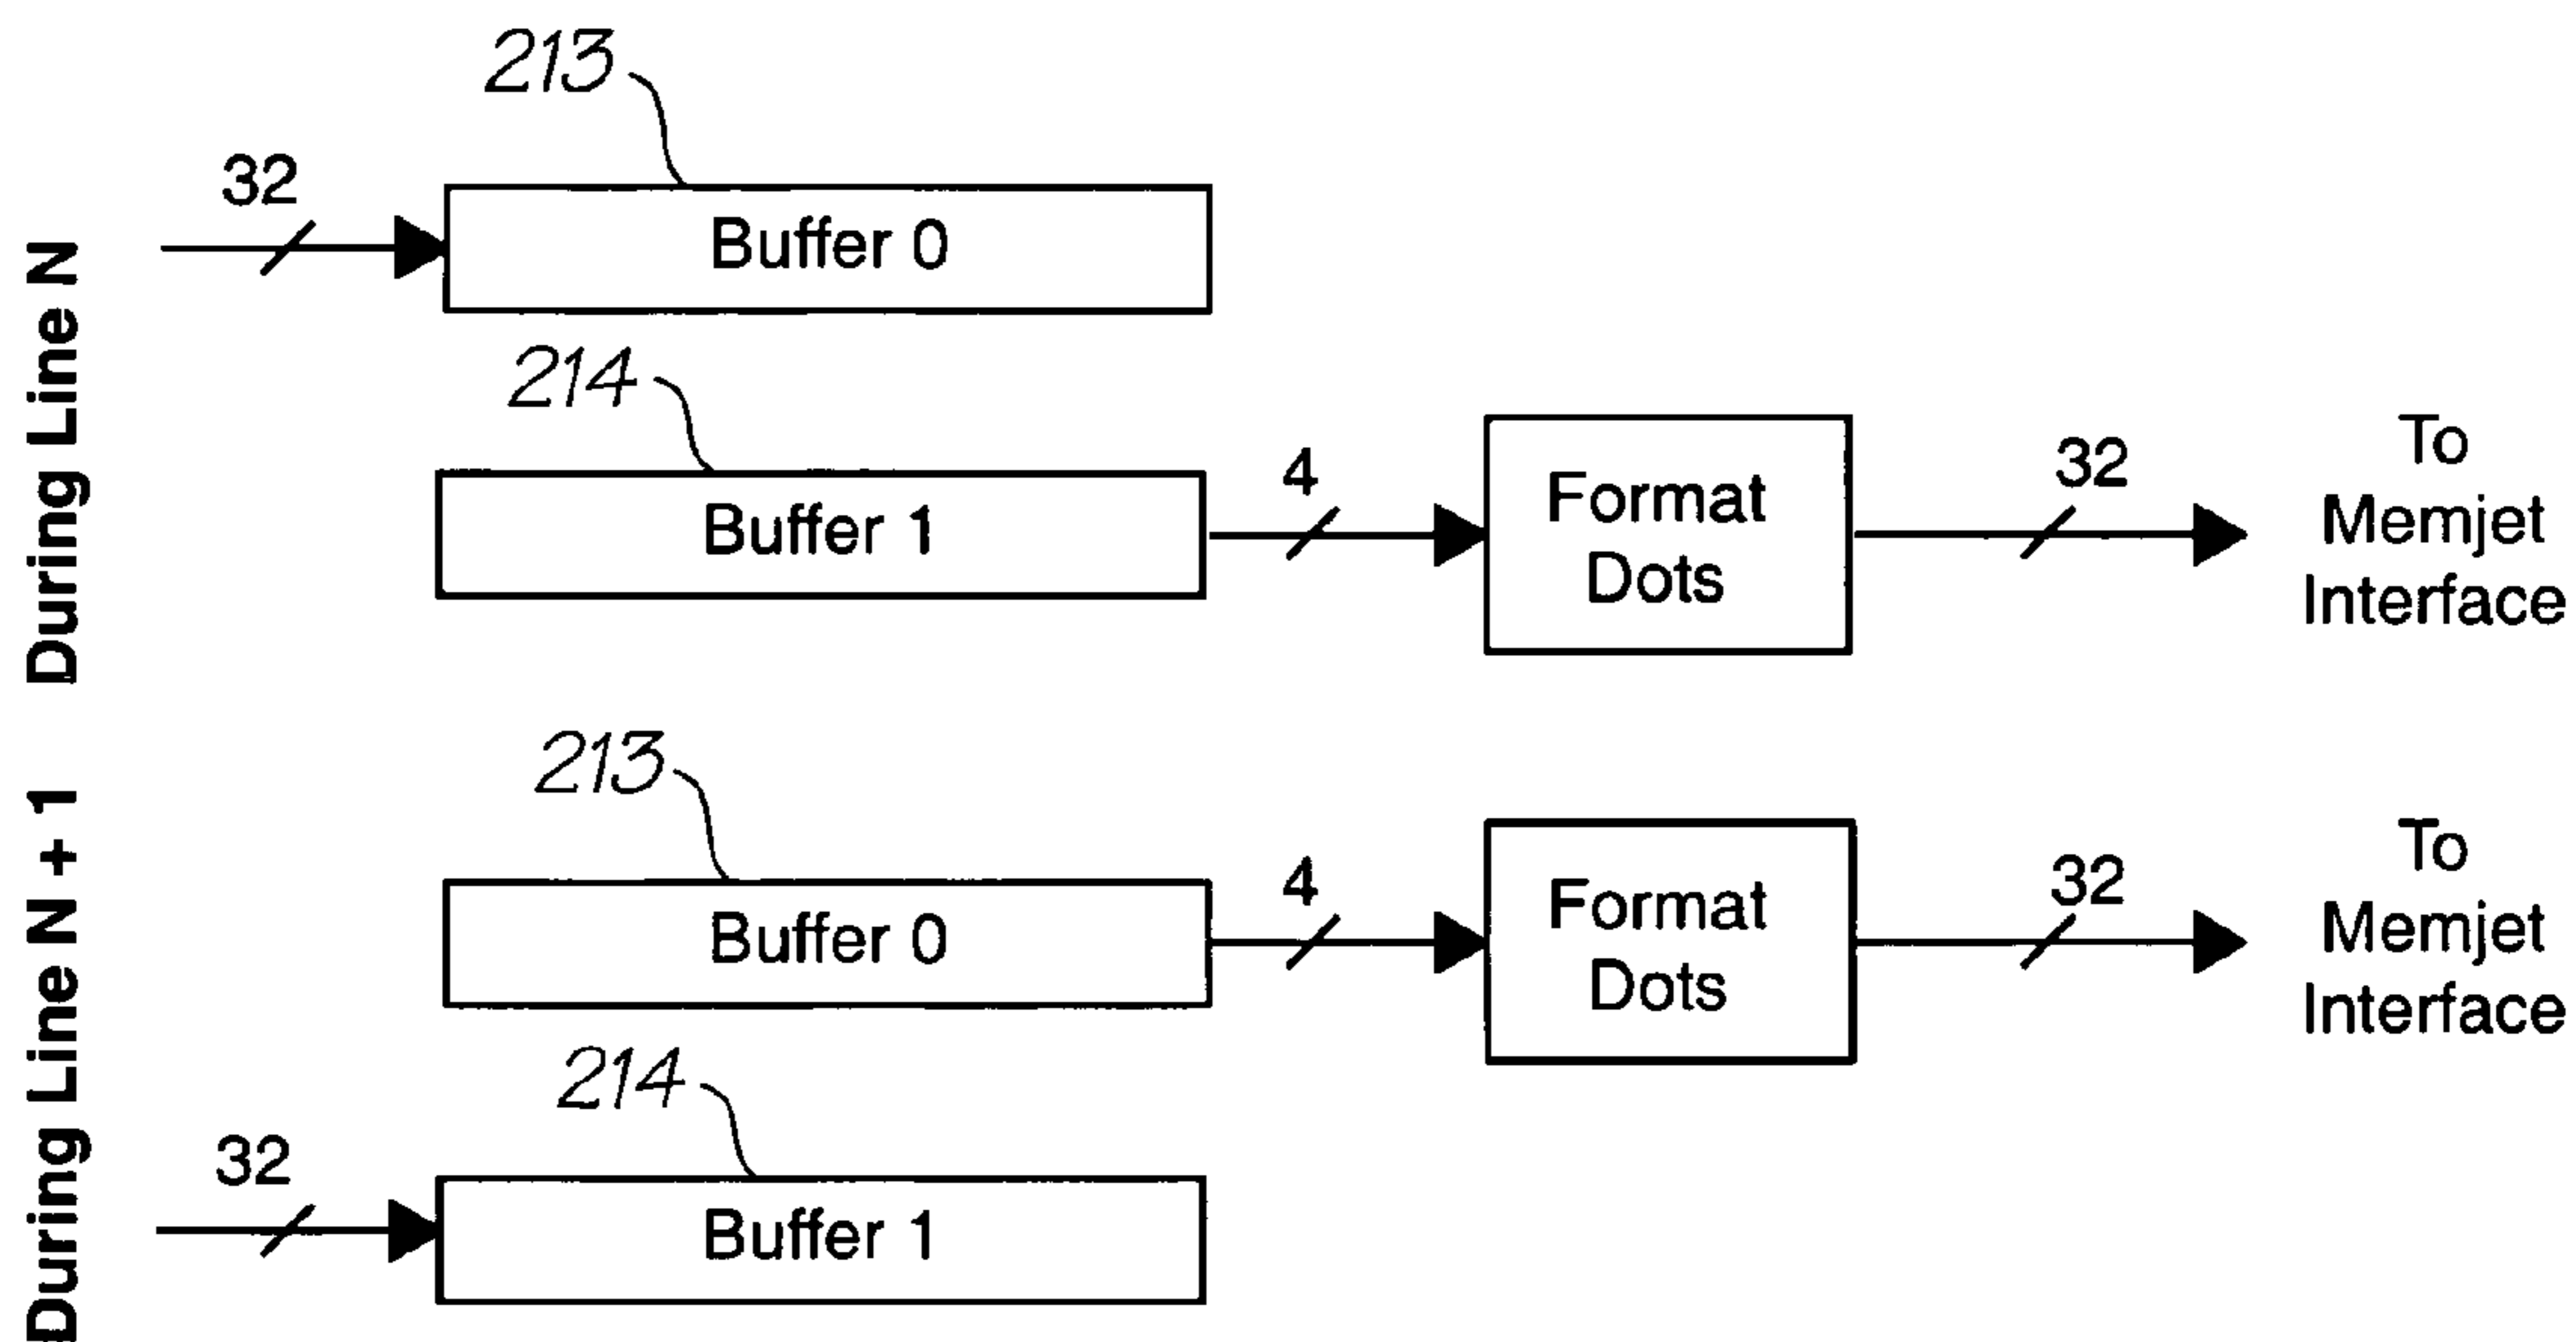 During Line N
213
32
Buffer 0
214
Buffer 1
4
Format
Dots
32
To
Memjet
Interface
During Line N + 1
213
Buffer 0
4
Format
Dots
32
To
Memjet
Interface
214
32
Buffer 1